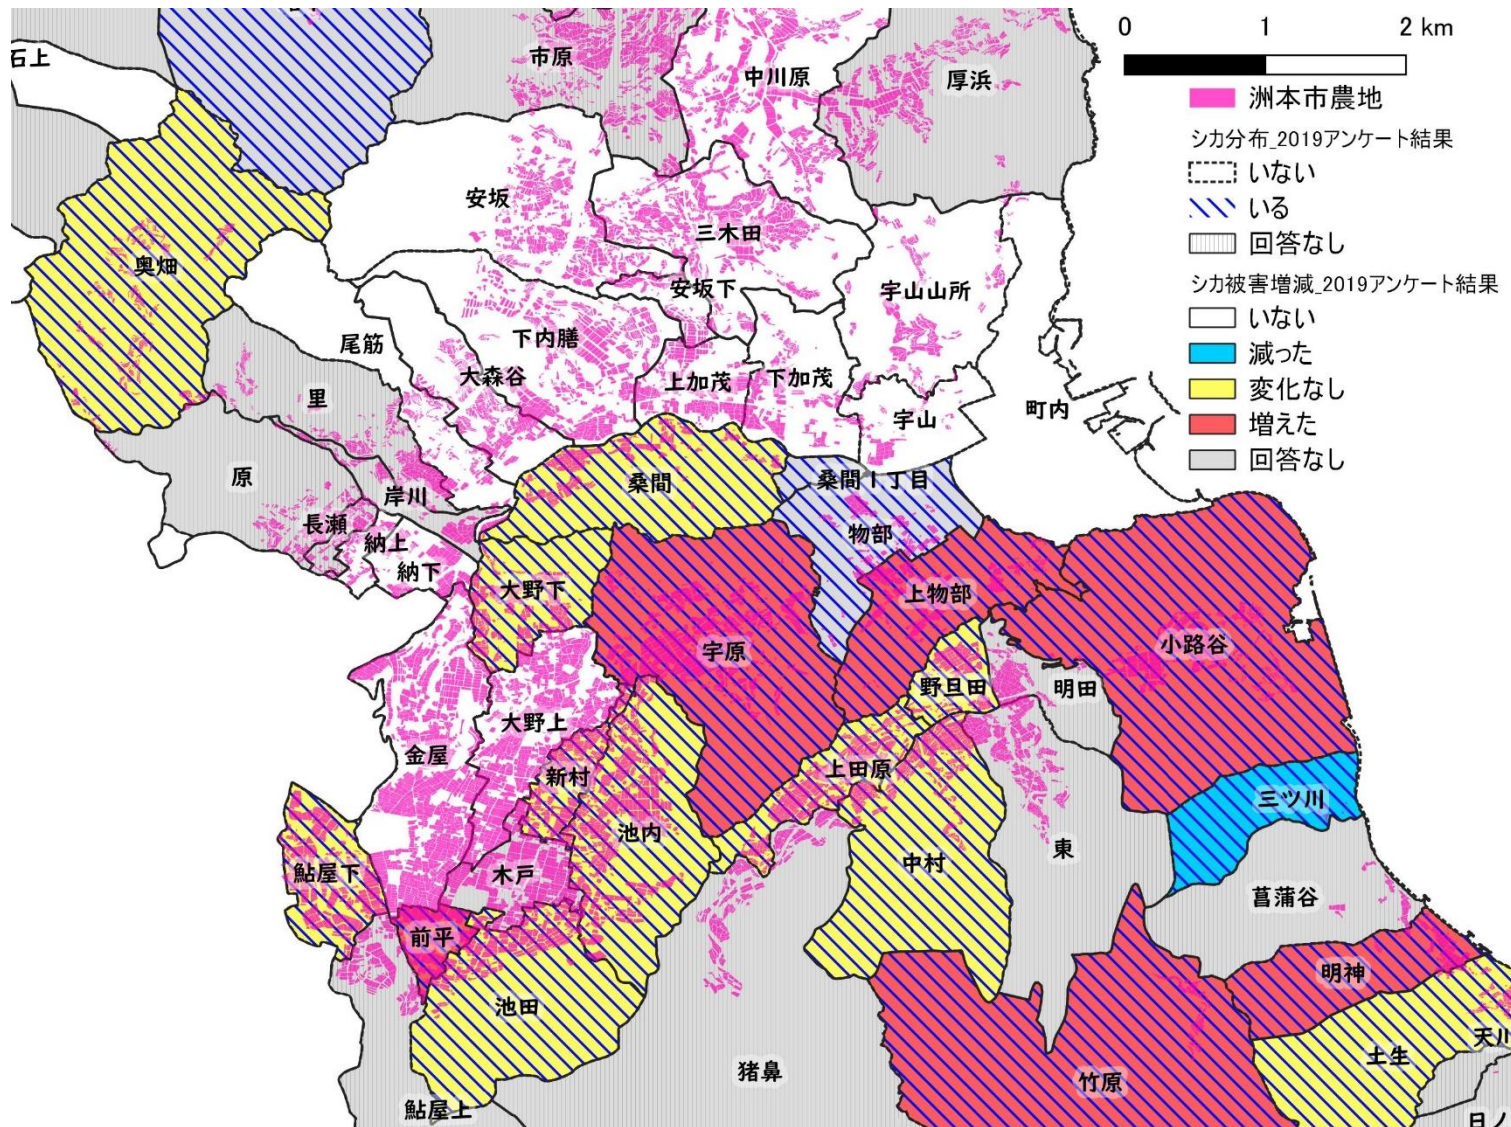 0 1 2 km
洲本市農地
シカ分布_2019アンケート結果
いない
いる
回答なし
シカ被害増減_2019アンケート結果
いない
減った
変化なし
増えた
回答なし
石上
市原
中川原
厚浜
安坂
三木田
奥畑
安坂下
宇山山所
尾筋
下内膳
大森谷
上加茂
下加茂
里
宇山
町内
原
岸川
桑間
桑間1丁目
長瀬
納上
物部
納下
大野下
上物部
宇原
小路谷
野旦田
明田
大野上
金屋
新村
上田原
三ツ川
池内
鮎屋下
木戸
中村
東
菖蒲谷
前平
明神
池田
天川
土生
猪鼻
竹原
鮎屋上
日ノ